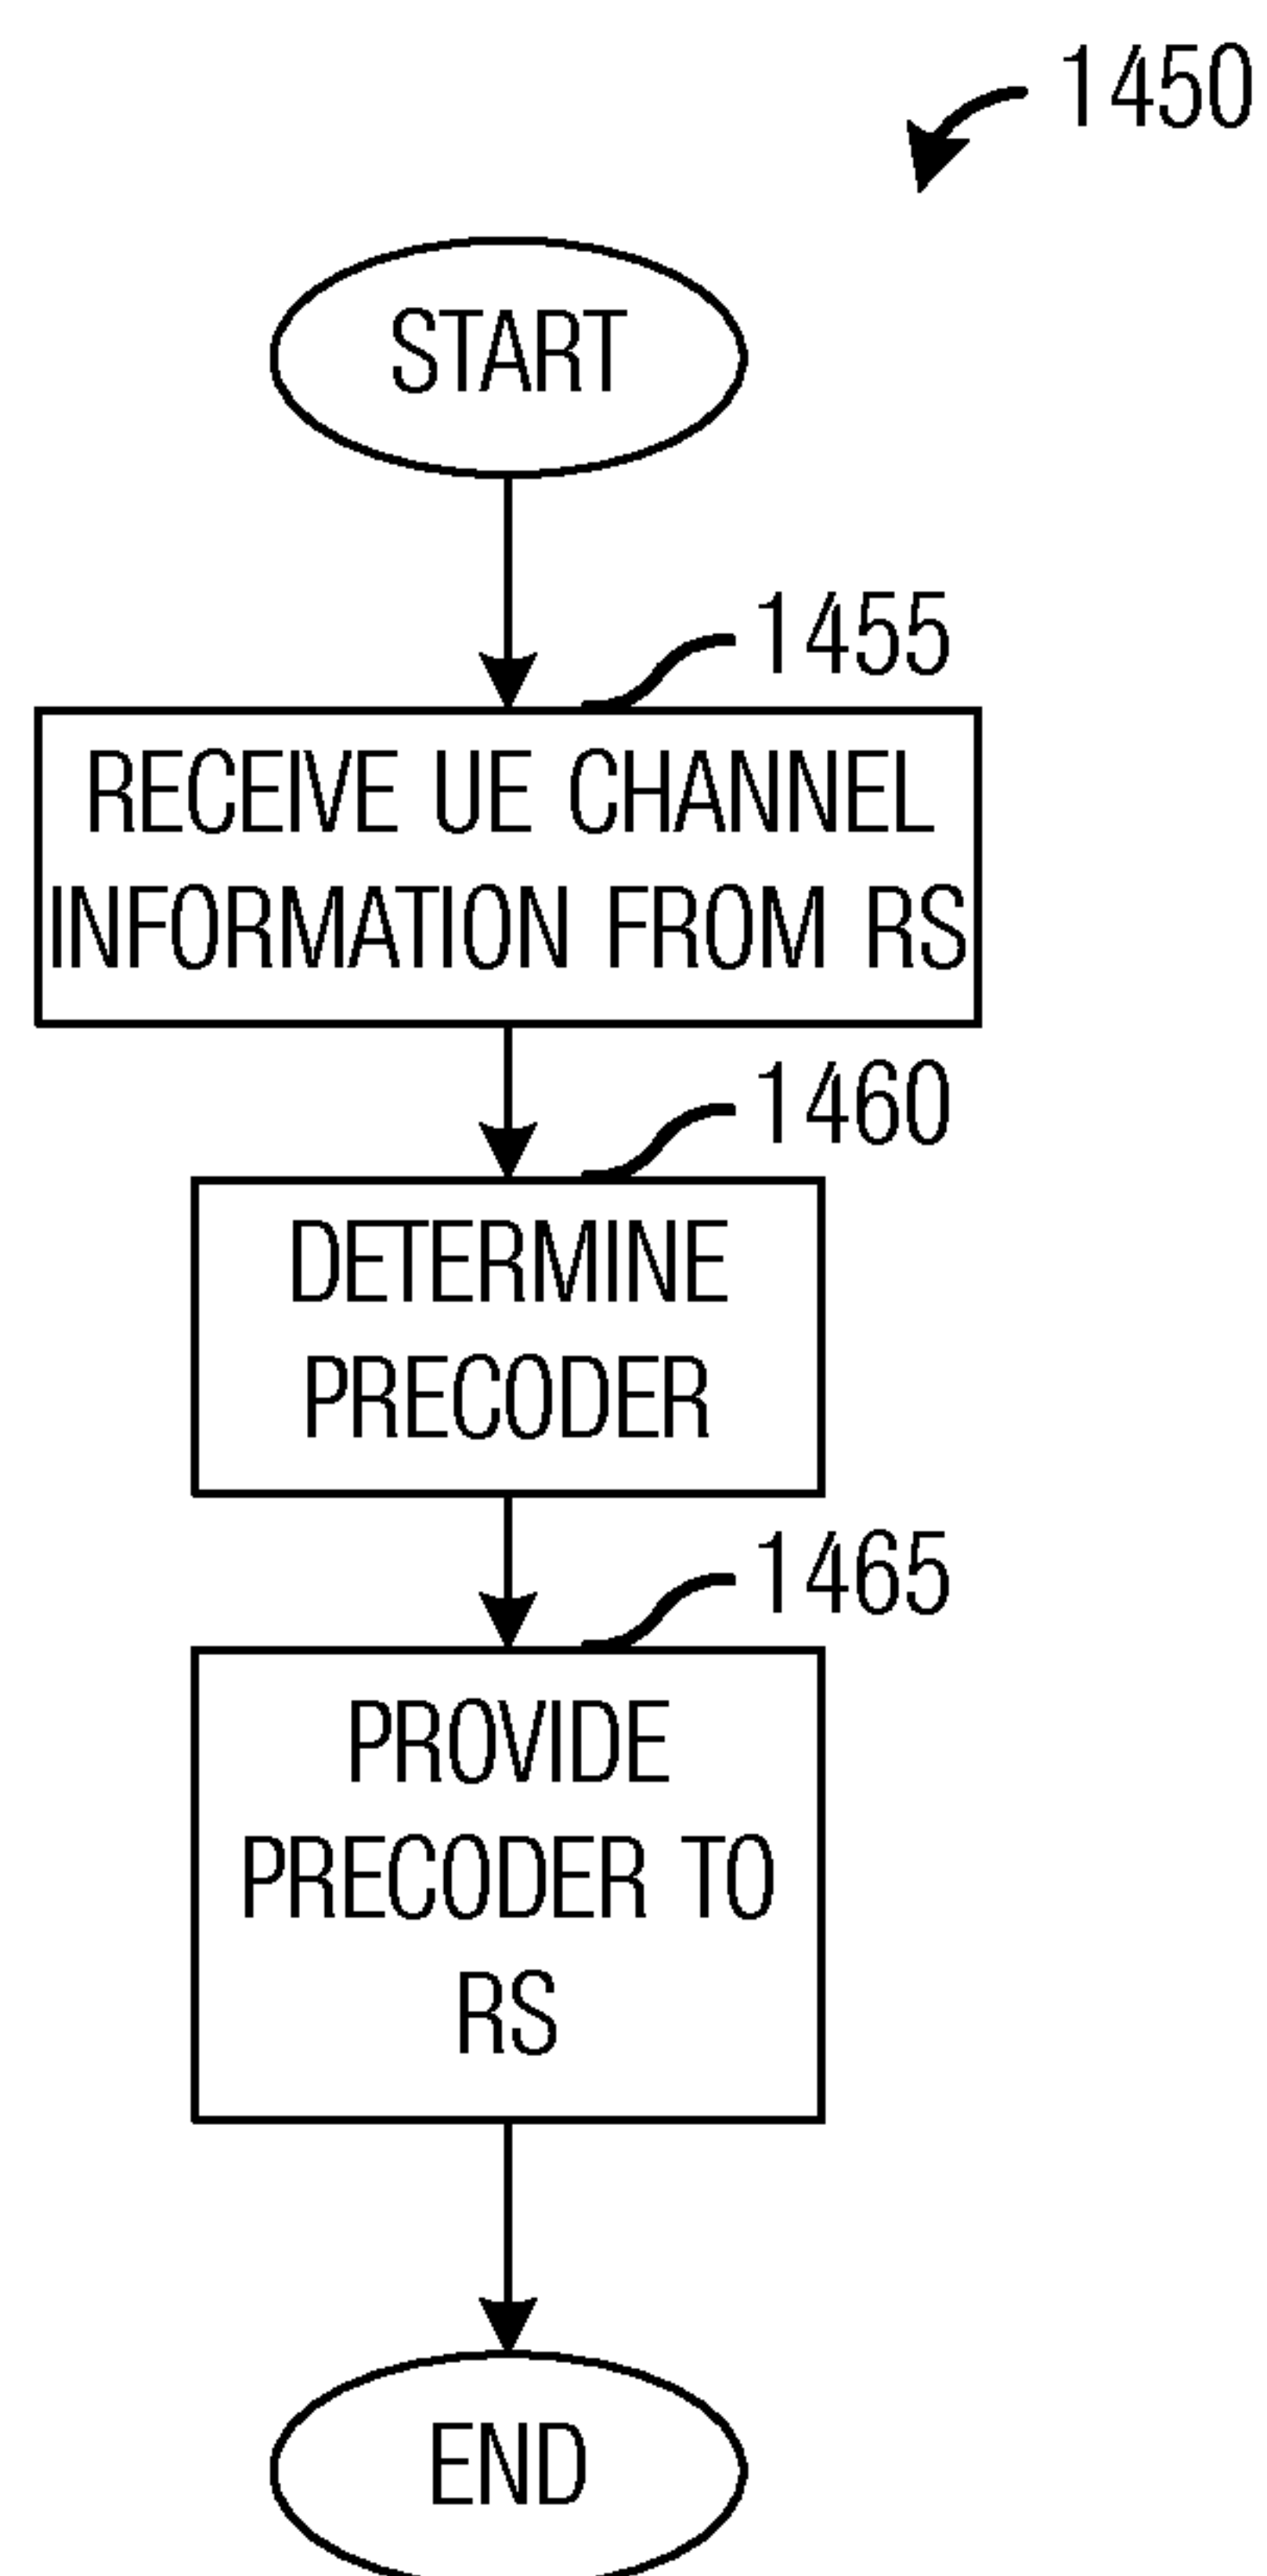 1450
START
1455
RECEIVE UE CHANNEL
INFORMATION FROM RS
1460
DETERMINE
PRECODER
1465
PROVIDE
PRECODER TO
RS
END